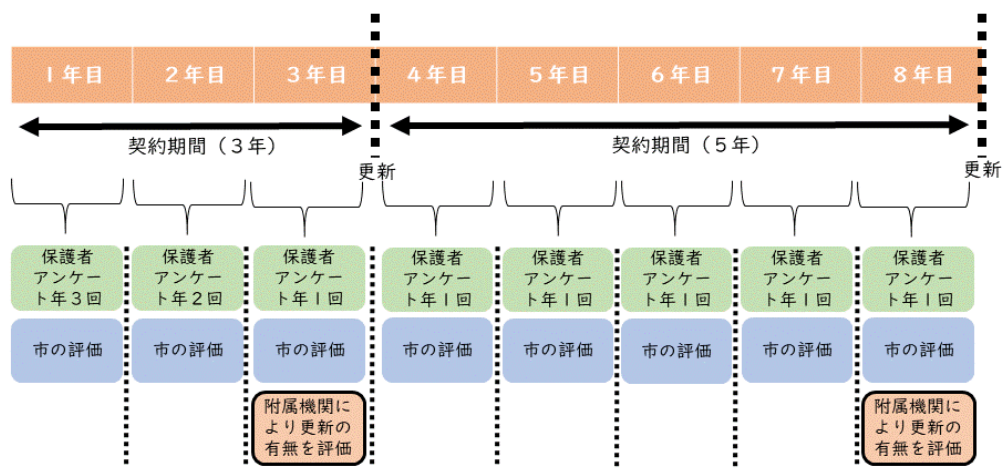 １年目
２年目
３年目
４年目
５年目
６年目
７年目
８年目
契約期間（３年）
契約期間（５年）
更新
更新
保護者
アンケー
ト年３回
保護者
アンケー
ト年２回
保護者
アンケー
ト年１回
保護者
アンケー
ト年１回
保護者
アンケー
ト年１回
保護者
アンケー
ト年１回
保護者
アンケー
ト年１回
保護者
アンケー
ト年１回
市の評価
市の評価
市の評価
市の評価
市の評価
市の評価
市の評価
市の評価
附属機関に
より更新の
有無を評価
附属機関に
より更新の
有無を評価